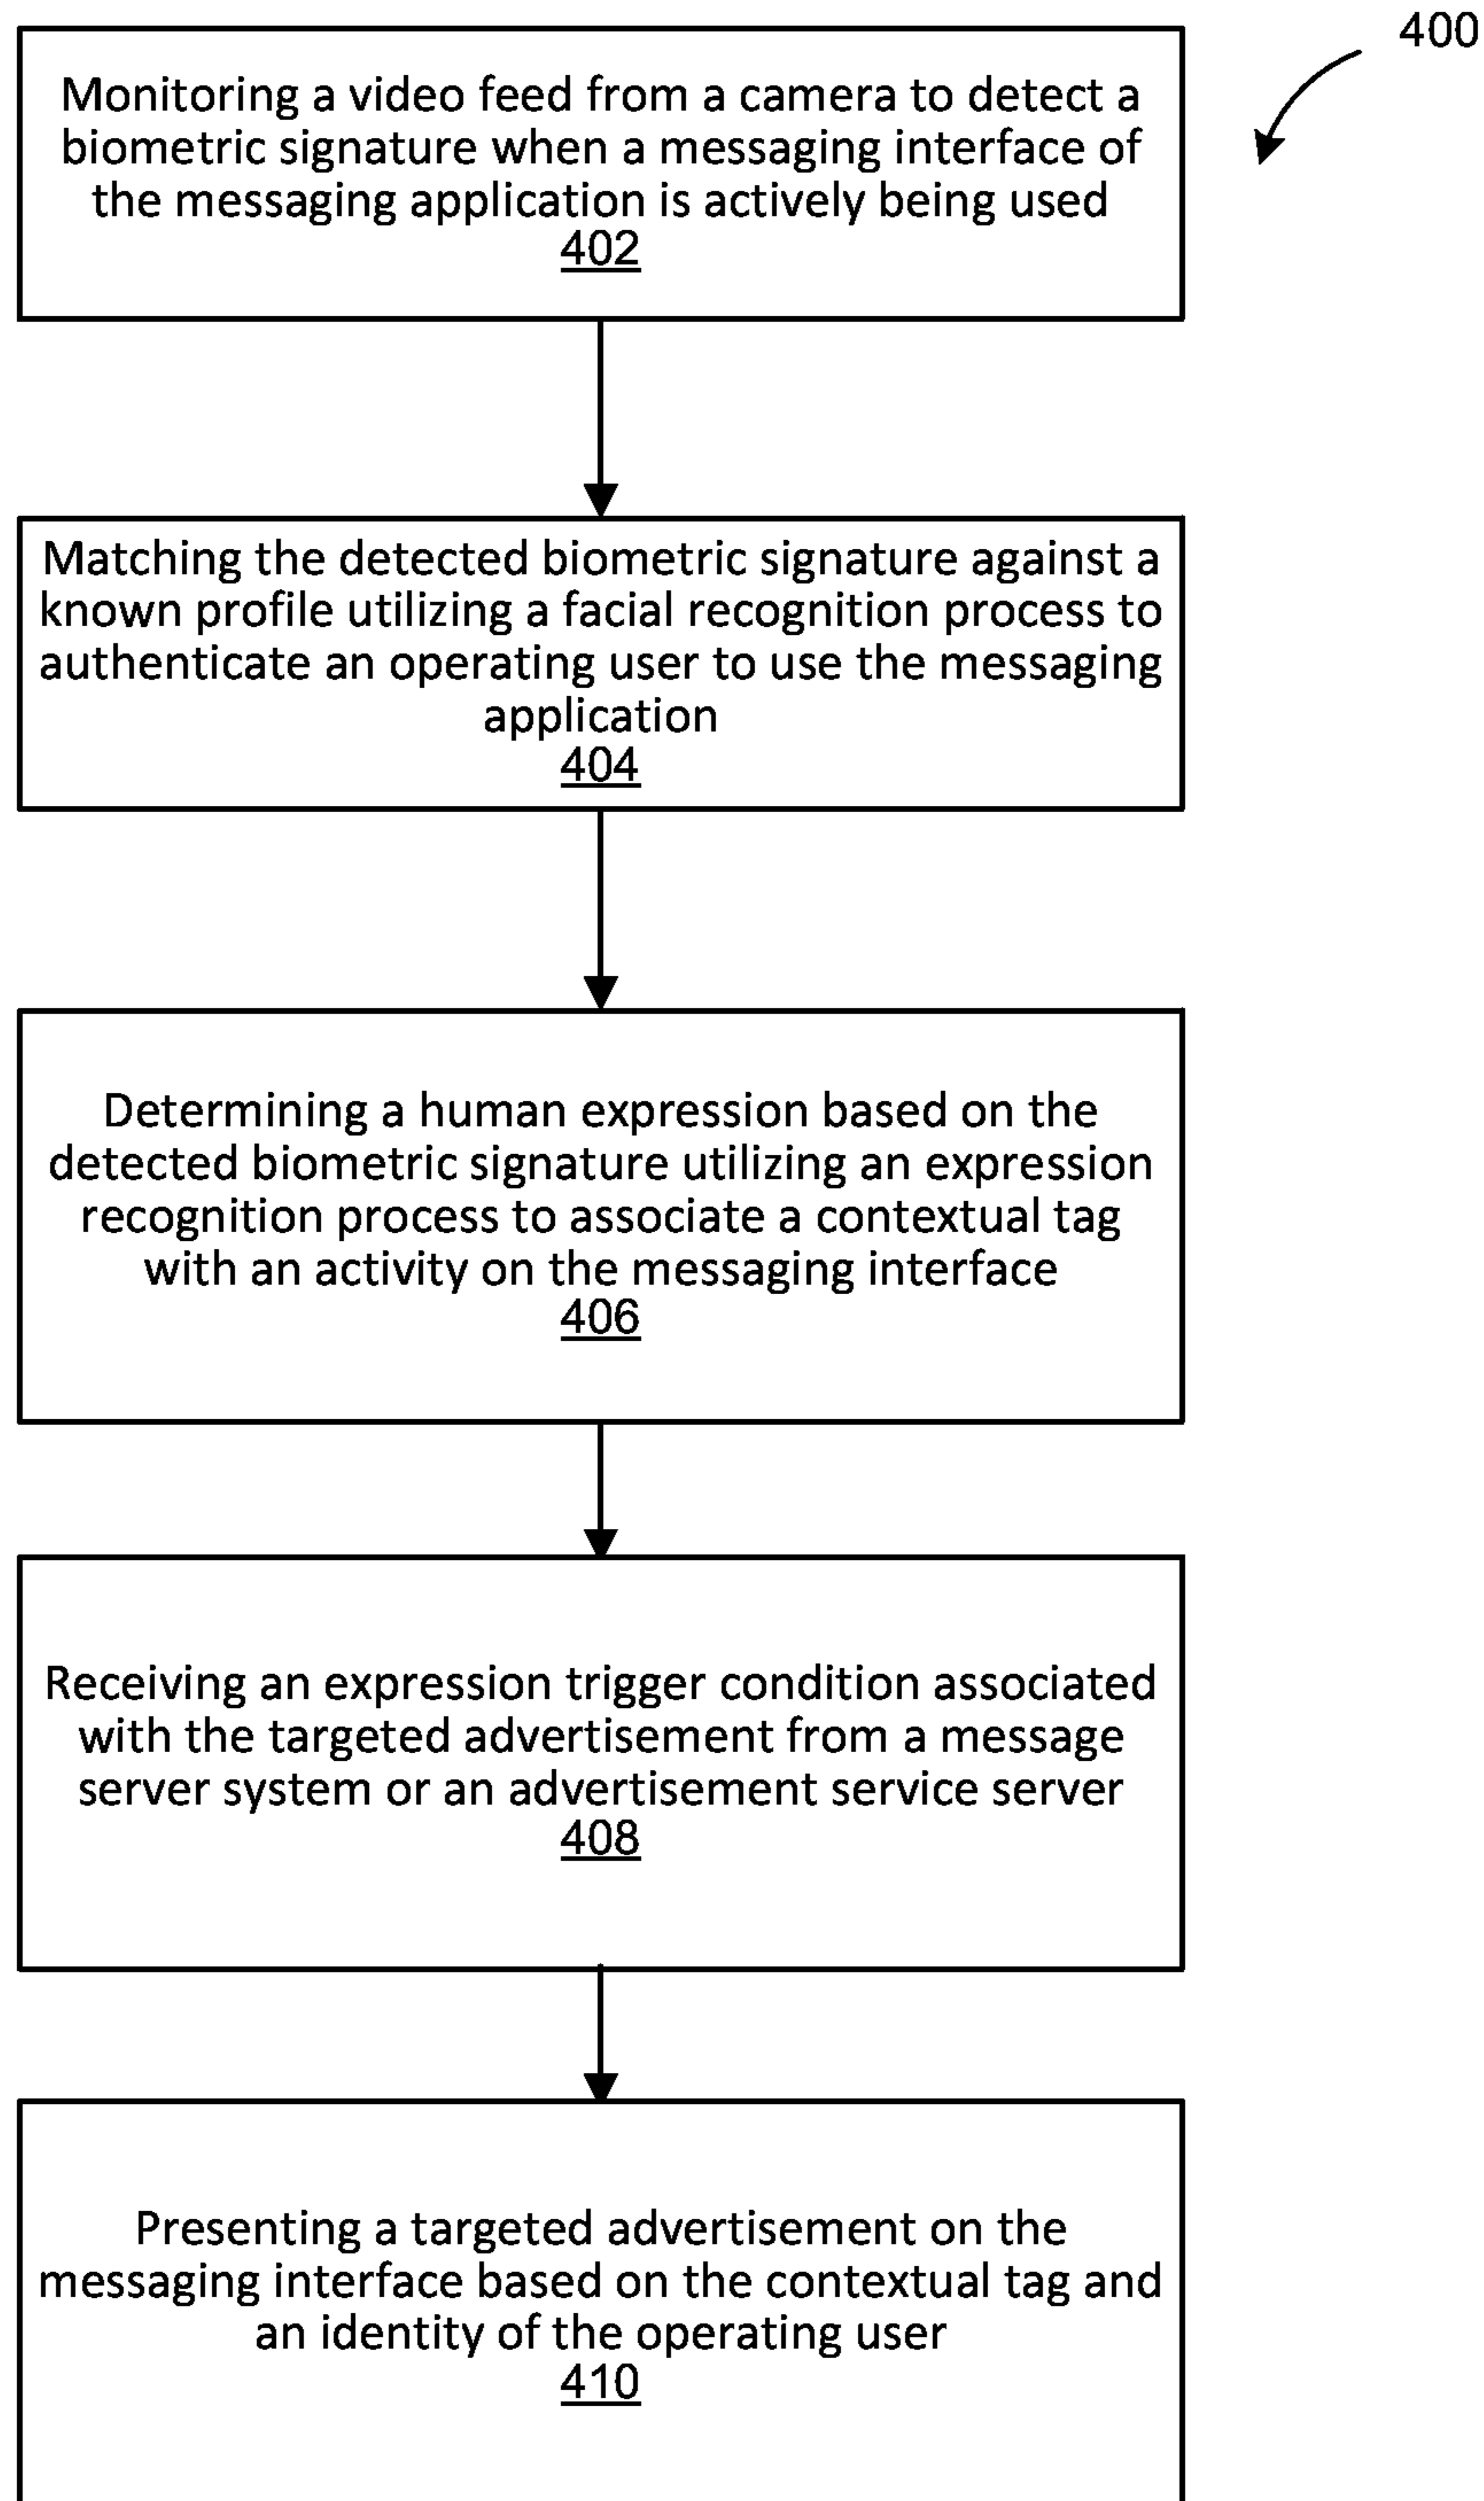 400
Monitoring a video feed from a camera to detect a
biometric signature when a messaging interface of
the messaging application is actively being used
402
Matching the detected biometric signature against a
known profile utilizing a facial recognition process to
authenticate an operating user to use the messaging
application
404
Determining a human expression based on the
detected biometric signature utilizing an expression
recognition process to associate a contextual tag
with an activity on the messaging interface
406
Receiving an expression trigger condition associated
with the targeted advertisement from a message
server system or an advertisement service server
408
Presenting a targeted advertisement on the
messaging interface based on the contextual tag and
an identity of the operating user
410